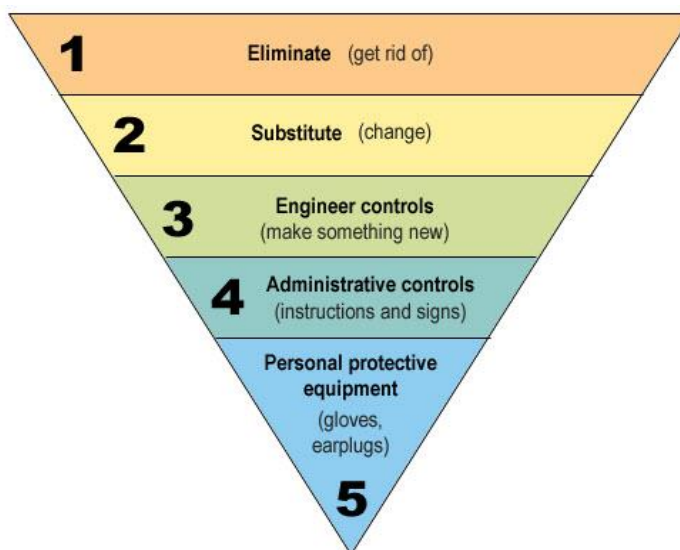 1 Eliminate (get rid of)
2 Substitute (change)
3 Engineer controls
(make something new)
4 Administrative controls
(instructions and signs)
Personal protective
equipment
(gloves,
earplugs)
5